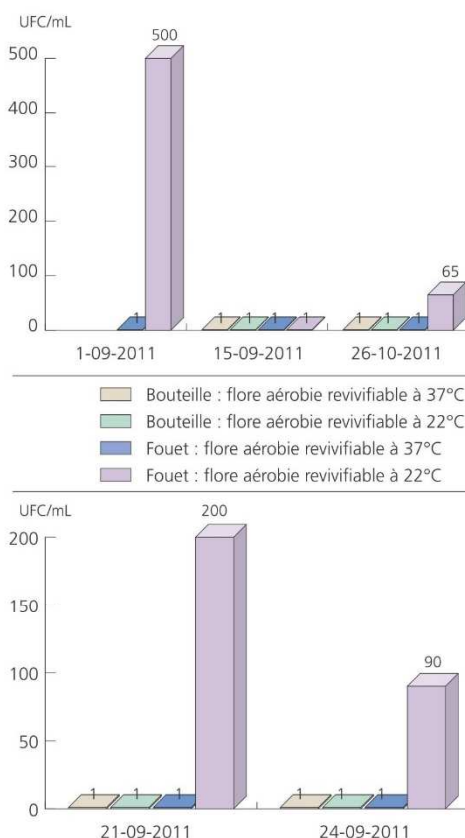 UFC/mL
500
500
400
300
200
100
65
0
1
1 1 1 1
1 1 1
1-09-2011 15-09-2011 26-10-2011
Bouteille : flore aérobie revivifiable à 37°C
Bouteille : flore aérobie revivifiable à 22°C
Fouet : flore aérobie revivifiable à 37°C
Fouet : flore aérobie revivifiable à 22°C
UFC/mL
200
200
150
100
90
50
0
1 1 1
1 1 1
21-09-2011 24-09-2011